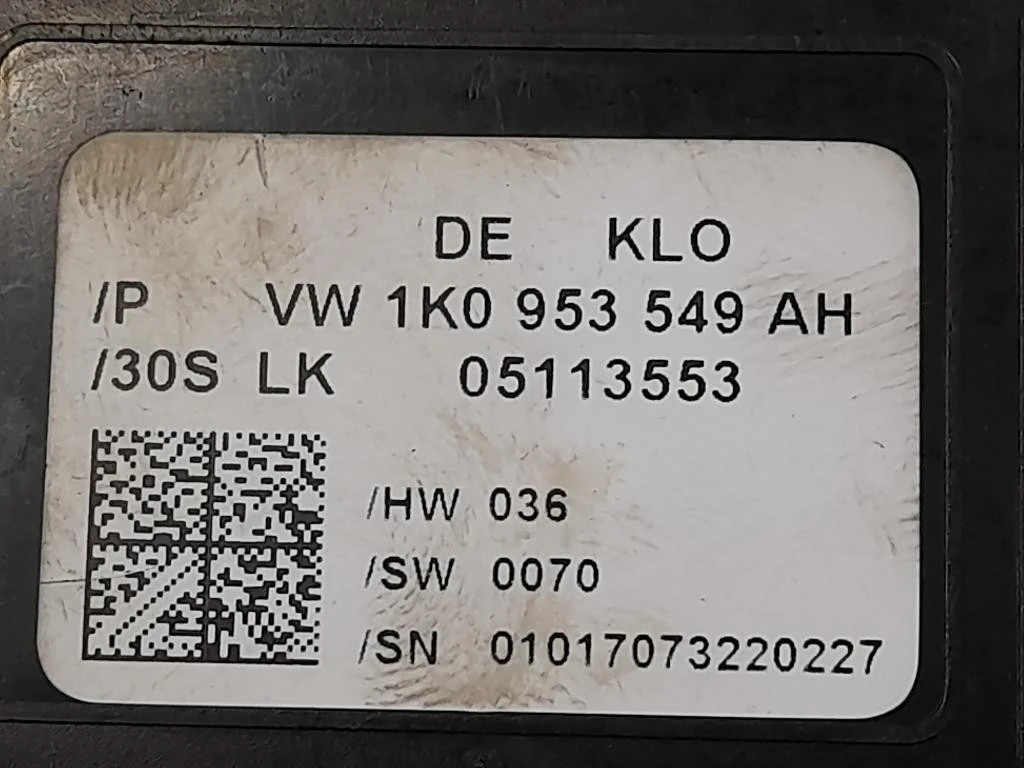 DE KLO
/P VW 1K0 953 549 AH
/30S LK 05113553
/HW 036
/SW 0070
/SN 01017073220227